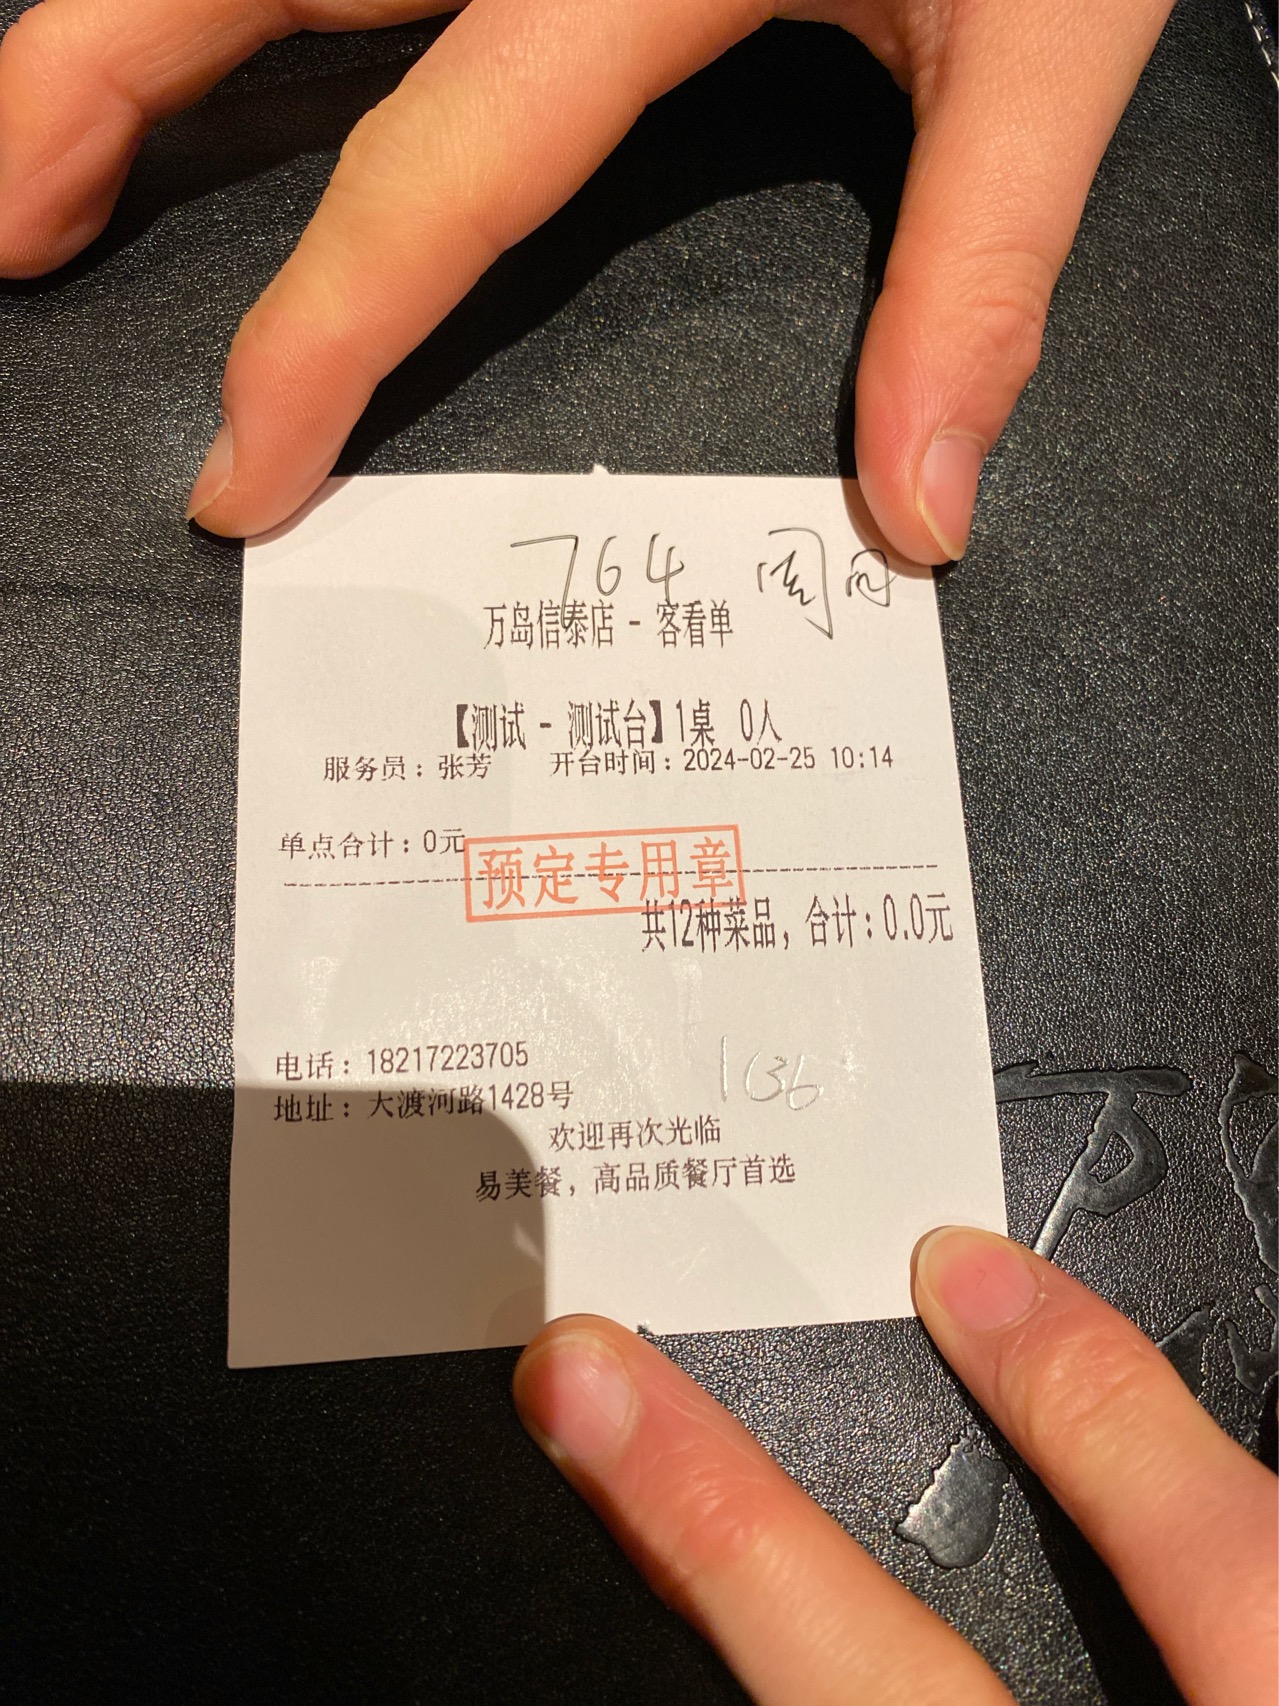 764
万岛信泰店 - 客看单
【测试 - 测试台】1桌 0人
服务员：张芳 开台时间：2024-02-25 10:14
单点合计：0元
预定专用章
共12种菜品，合计：0.0元
电话：18217223705
地址：大渡河路1428号
欢迎再次光临
易美餐，高品质餐厅首选